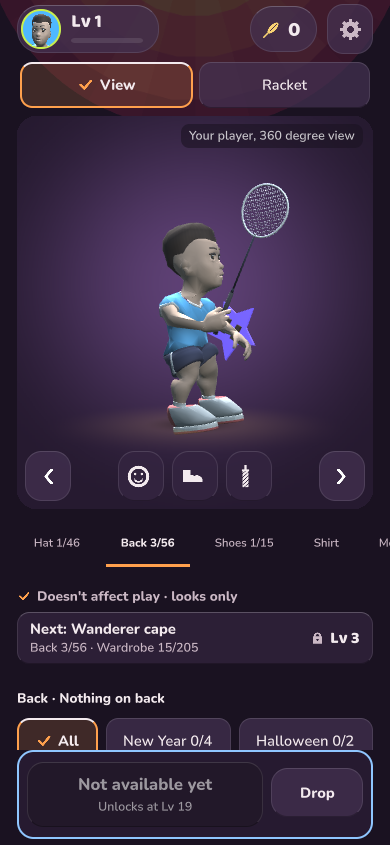 Lv 1
0
View
Racket
Your player, 360 degree view
Hat 1/46
Back 3/56
Shoes 1/15
Shirt
Doesn't affect play · looks only
Next: Wanderer cape
Back 3/56 · Wardrobe 15/205
Lv 3
Back · Nothing on back
All
New Year 0/4
Halloween 0/2
Not available yet
Unlocks at Lv 19
Drop